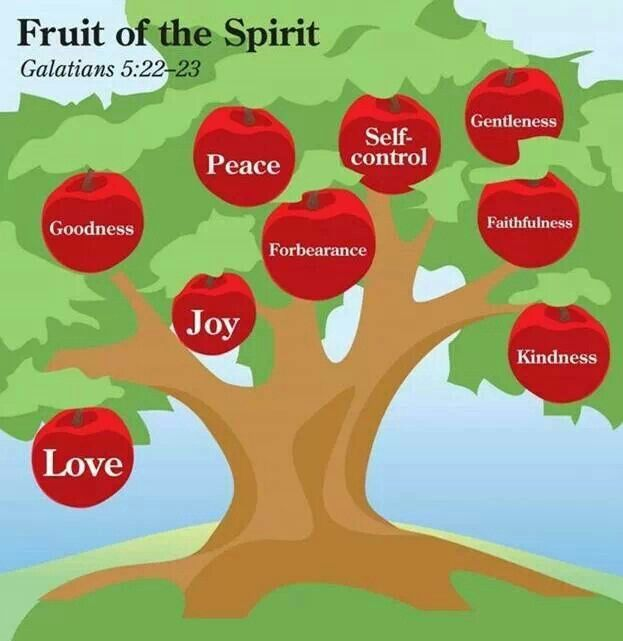 Fruit of the Spirit
Galatians 5:22–23
Gentleness
Self-
control
Peace
Goodness
Forbearance
Faithfulness
Joy
Kindness
Love